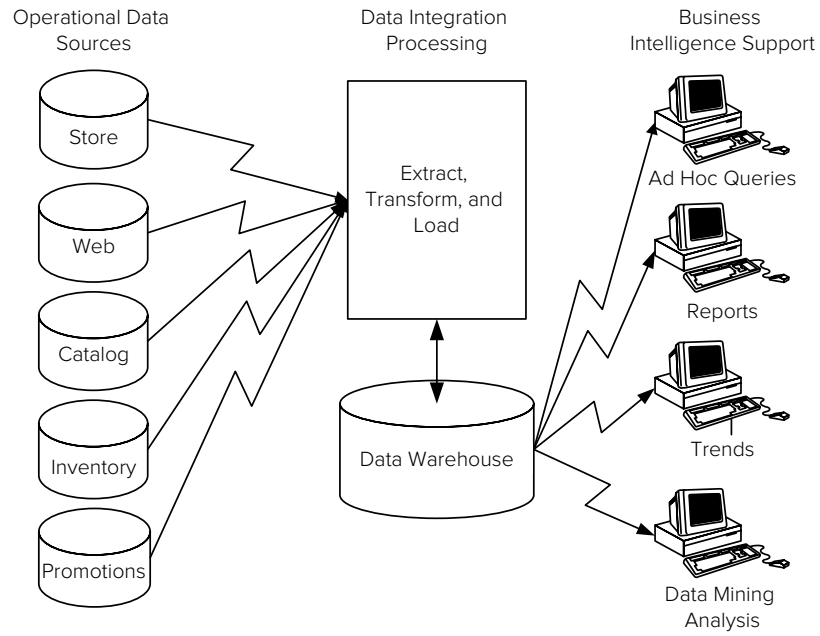 Operational Data
Sources
Data Integration
Processing
Business
Intelligence Support
Store
Web
Catalog
Inventory
Promotions
Extract,
Transform, and
Load
Data Warehouse
Ad Hoc Queries
Reports
Trends
Data Mining
Analysis